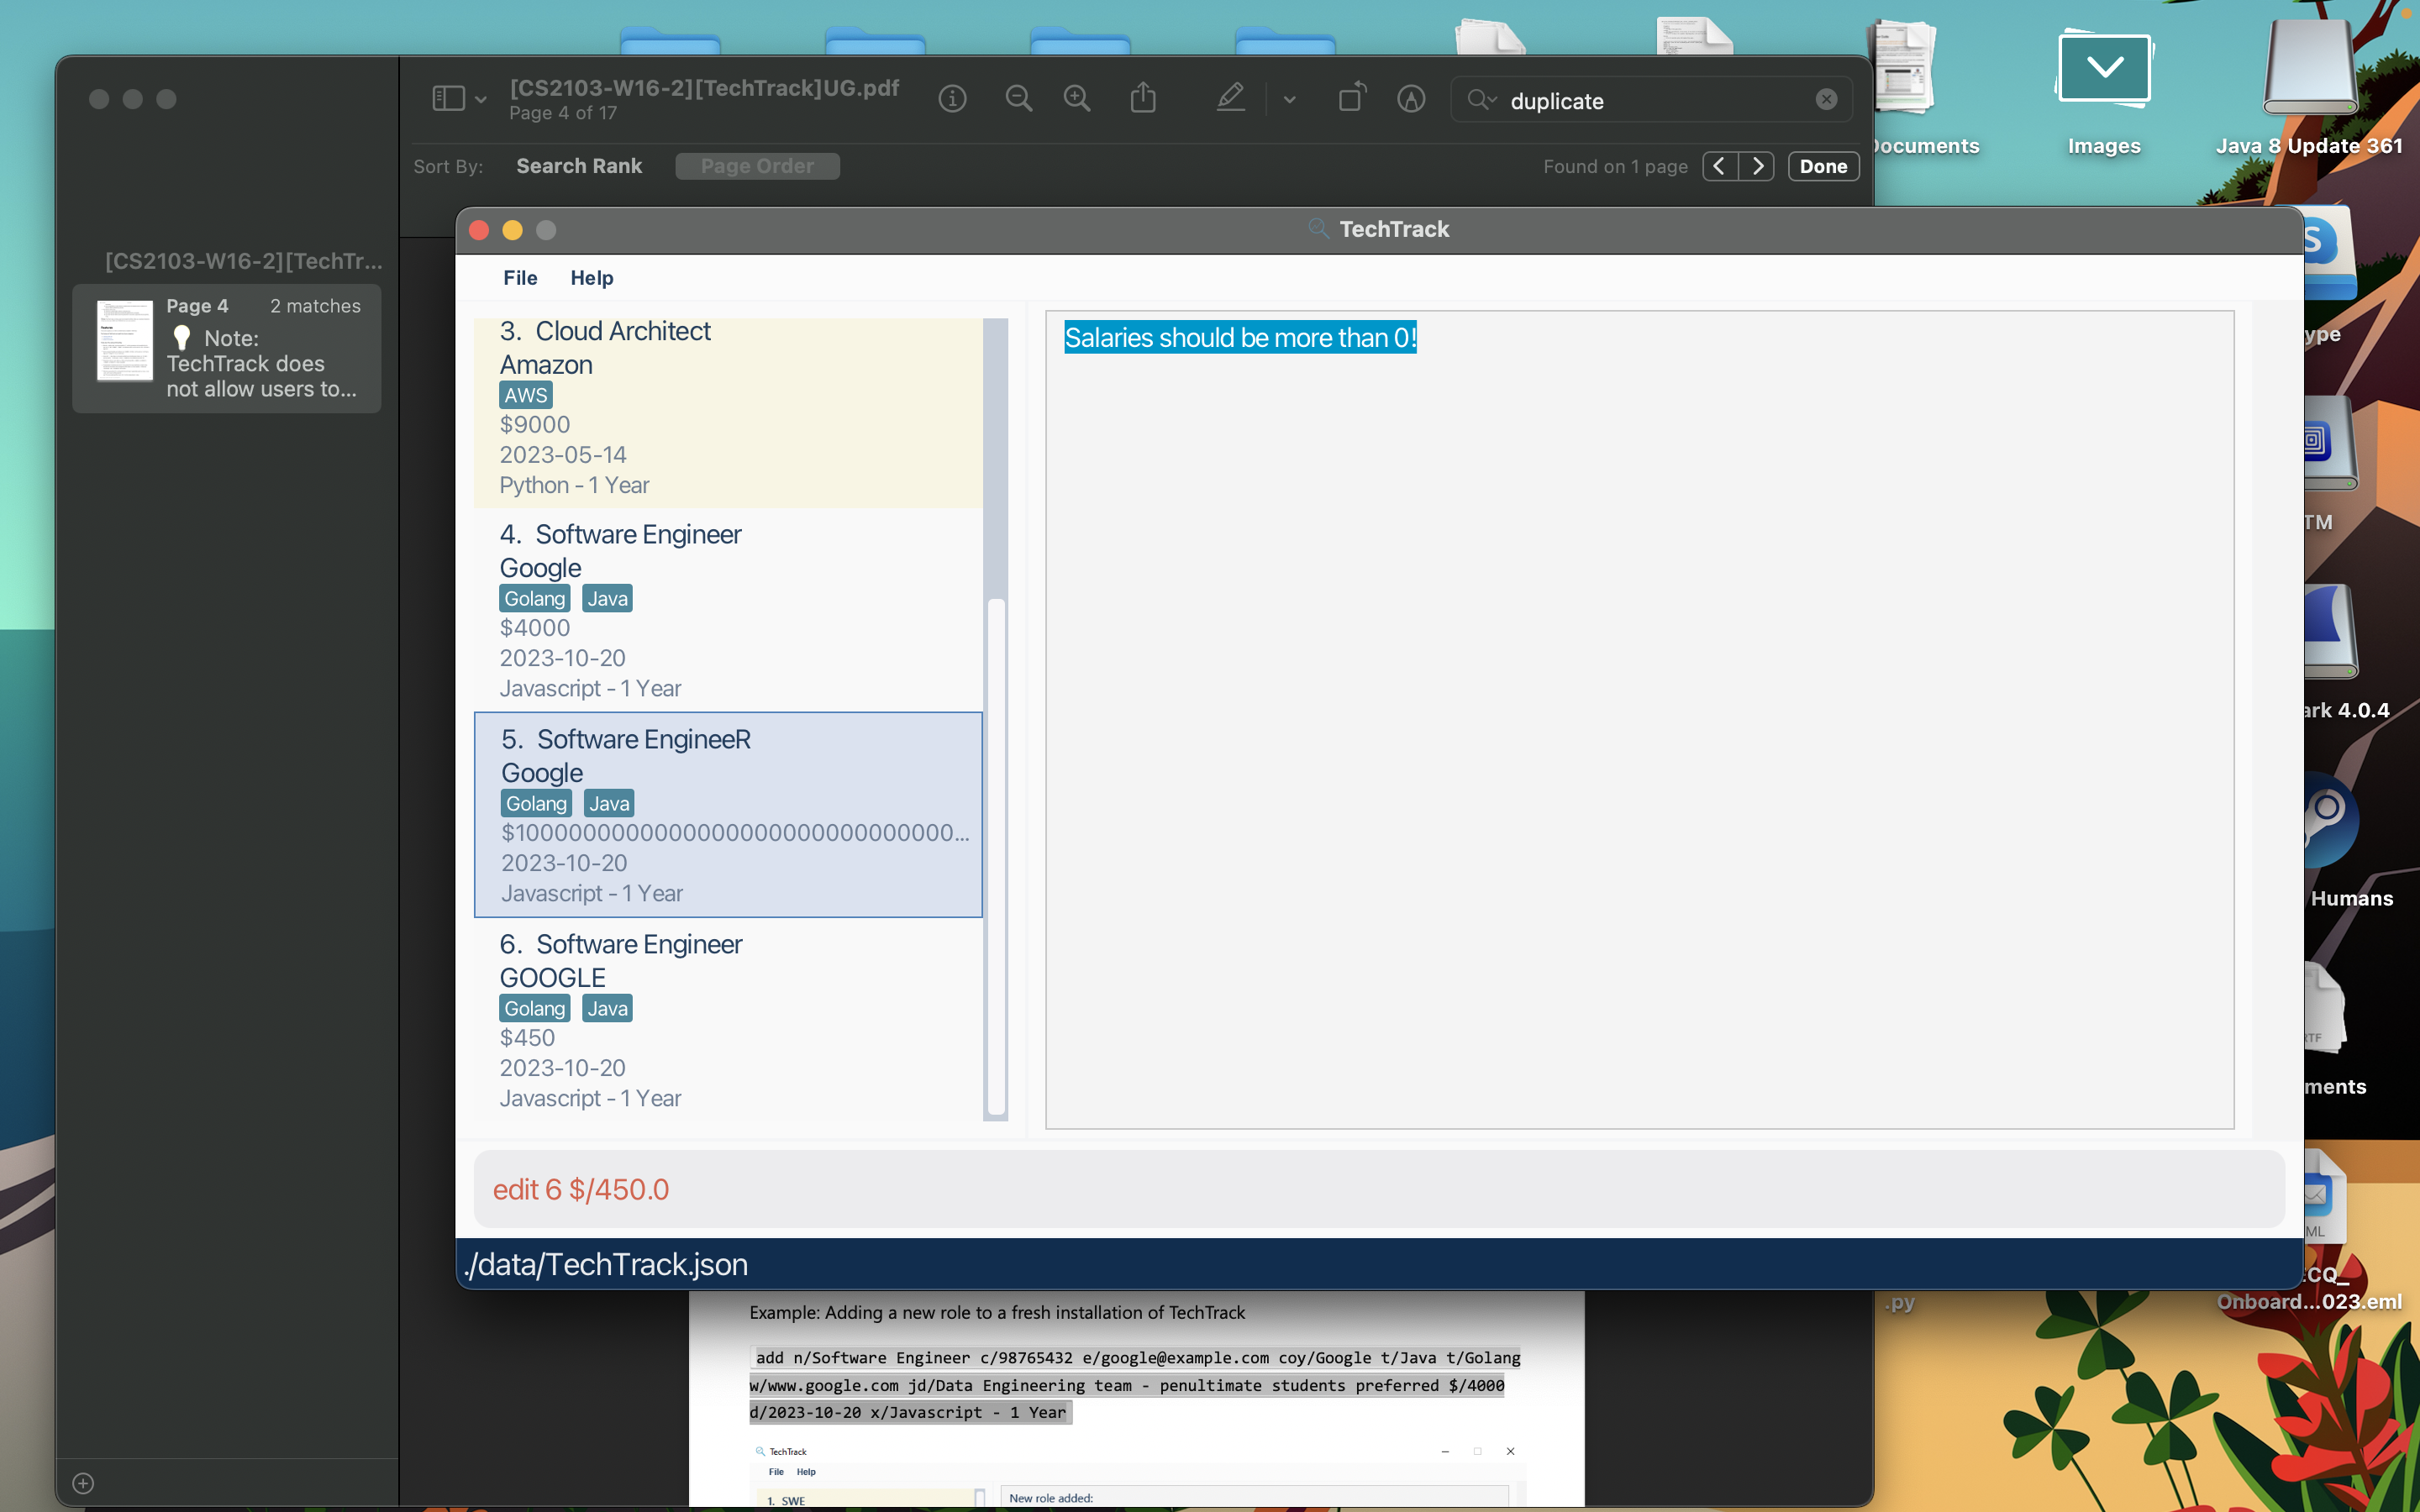 [CS2103-W16-2][TechTrack]UG.pdf
Page 4 of 17
duplicate
Sort By:
Search Rank
Page Order
Found on 1 page
Done
Documents
Images
Java 8 Update 361
[CS2103-W16-2][TechTr...
Page 4
2 matches
Note:
TechTrack does
not allow users to...
TechTrack
File
Help
3. Cloud Architect
Amazon
AWS
$9000
2023-05-14
Python - 1 Year
4. Software Engineer
Google
Golang Java
$4000
2023-10-20
Javascript - 1 Year
5. Software EngineeR
Google
Golang Java
2023-10-20
Javascript - 1 Year
6. Software Engineer
GOOGLE
Golang Java
$450
2023-10-20
Javascript - 1 Year
Salaries should be more than 0!
edit 6 $/450.0
./data/TechTrack.json
ype
TM
ark 4.0.4
Humans
RTF
ments
ML
CQ_
Onboard...023.eml
.py
Example: Adding a new role to a fresh installation of TechTrack
add n/Software Engineer c/98765432 e/google@example.com coy/Google t/Java t/Golang
w/www.google.com jd/Data Engineering team - penultimate students preferred $/4000
d/2023-10-20 x/Javascript - 1 Year
TechTrack
File Help
1. SWE
New role added: